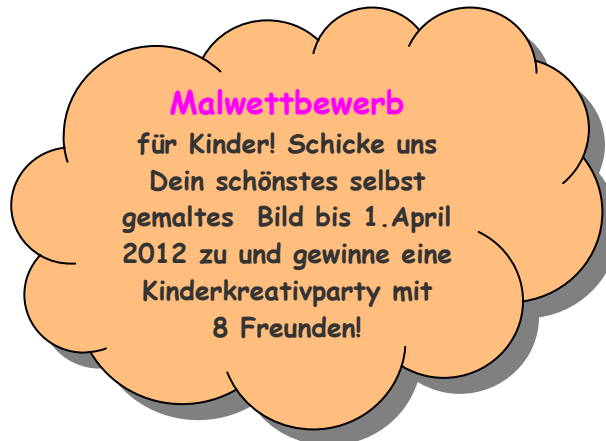 Malwettbewerb
für Kinder! Schicke uns
Dein schönstes selbst
gemaltes Bild bis 1.April
2012 zu und gewinne eine
Kinderkreativparty mit
8 Freunden!